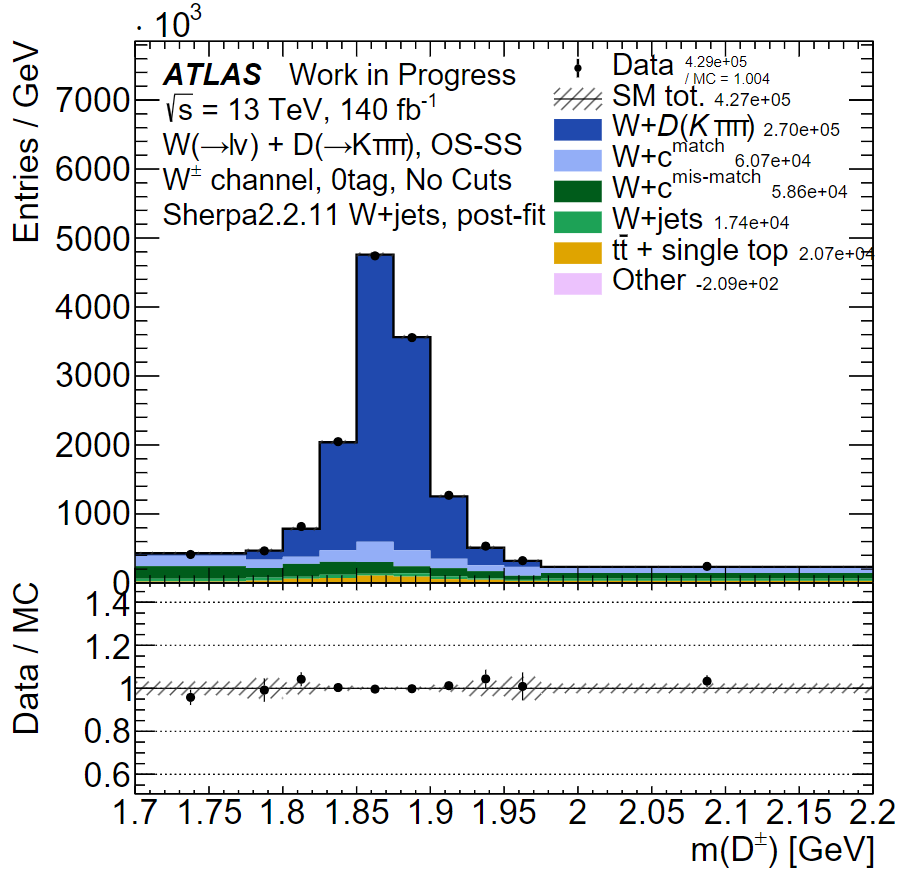 · 10³
Entries / GeV
7000
6000
5000
4000
3000
2000
1000
0
ATLAS Work in Progress
√s = 13 TeV, 140 fb⁻¹
W(→lν) + D(→Kππ), OS-SS
W± channel, 0tag, No Cuts
Sherpa2.2.11 W+jets, post-fit
Data 4.29e+05
/ MC = 1.004
SM tot. 4.27e+05
W+D(Kππ) 2.70e+05
W+c^match 6.07e+04
W+c^mis-match 5.86e+04
W+jets 1.74e+04
tt̄ + single top 2.07e+04
Other -2.09e+02
Data / MC
1.4
1.2
1
0.8
0.6
1.7 1.75 1.8 1.85 1.9 1.95 2 2.05 2.1 2.15 2.2
m(D±) [GeV]